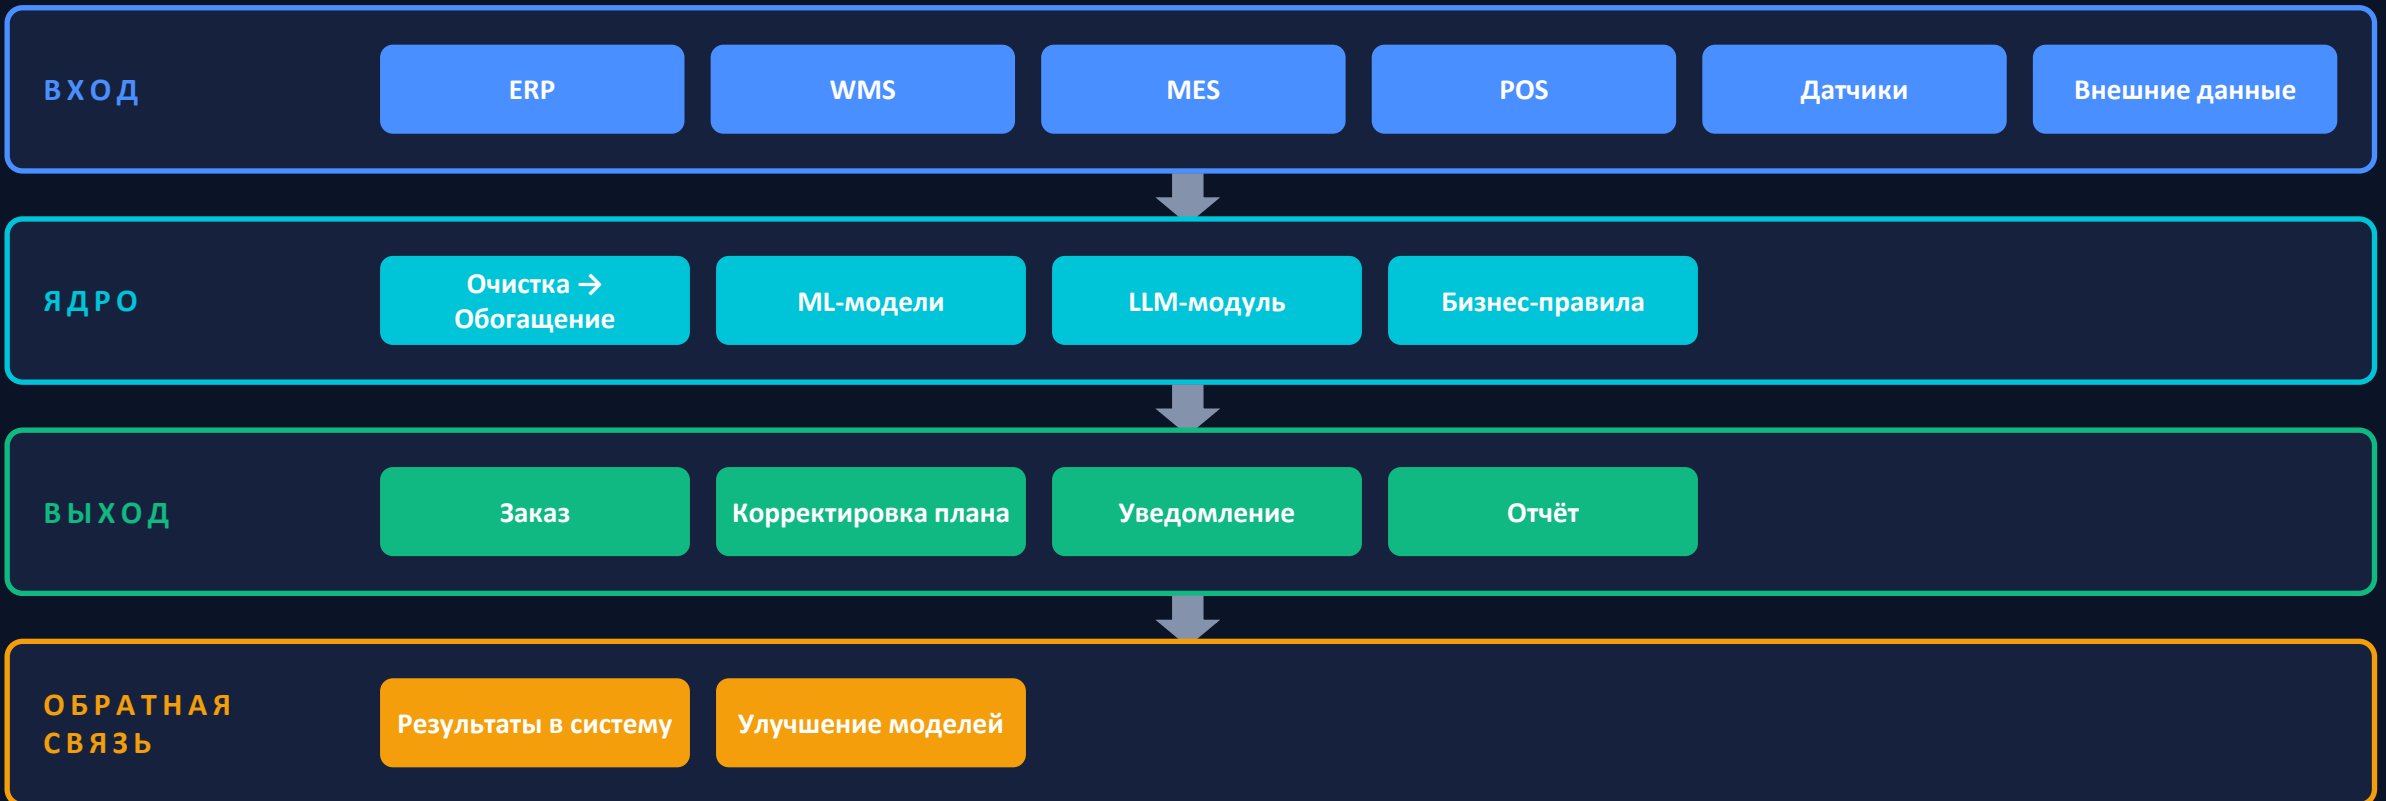 ВХОД
ERP
WMS
MES
POS
Датчики
Внешние данные
ЯДРО
Очистка →
Обогащение
ML-модели
LLM-модуль
Бизнес-правила
ВЫХОД
Заказ
Корректировка плана
Уведомление
Отчёт
ОБРАТНАЯ
СВЯЗЬ
Результаты в систему
Улучшение моделей